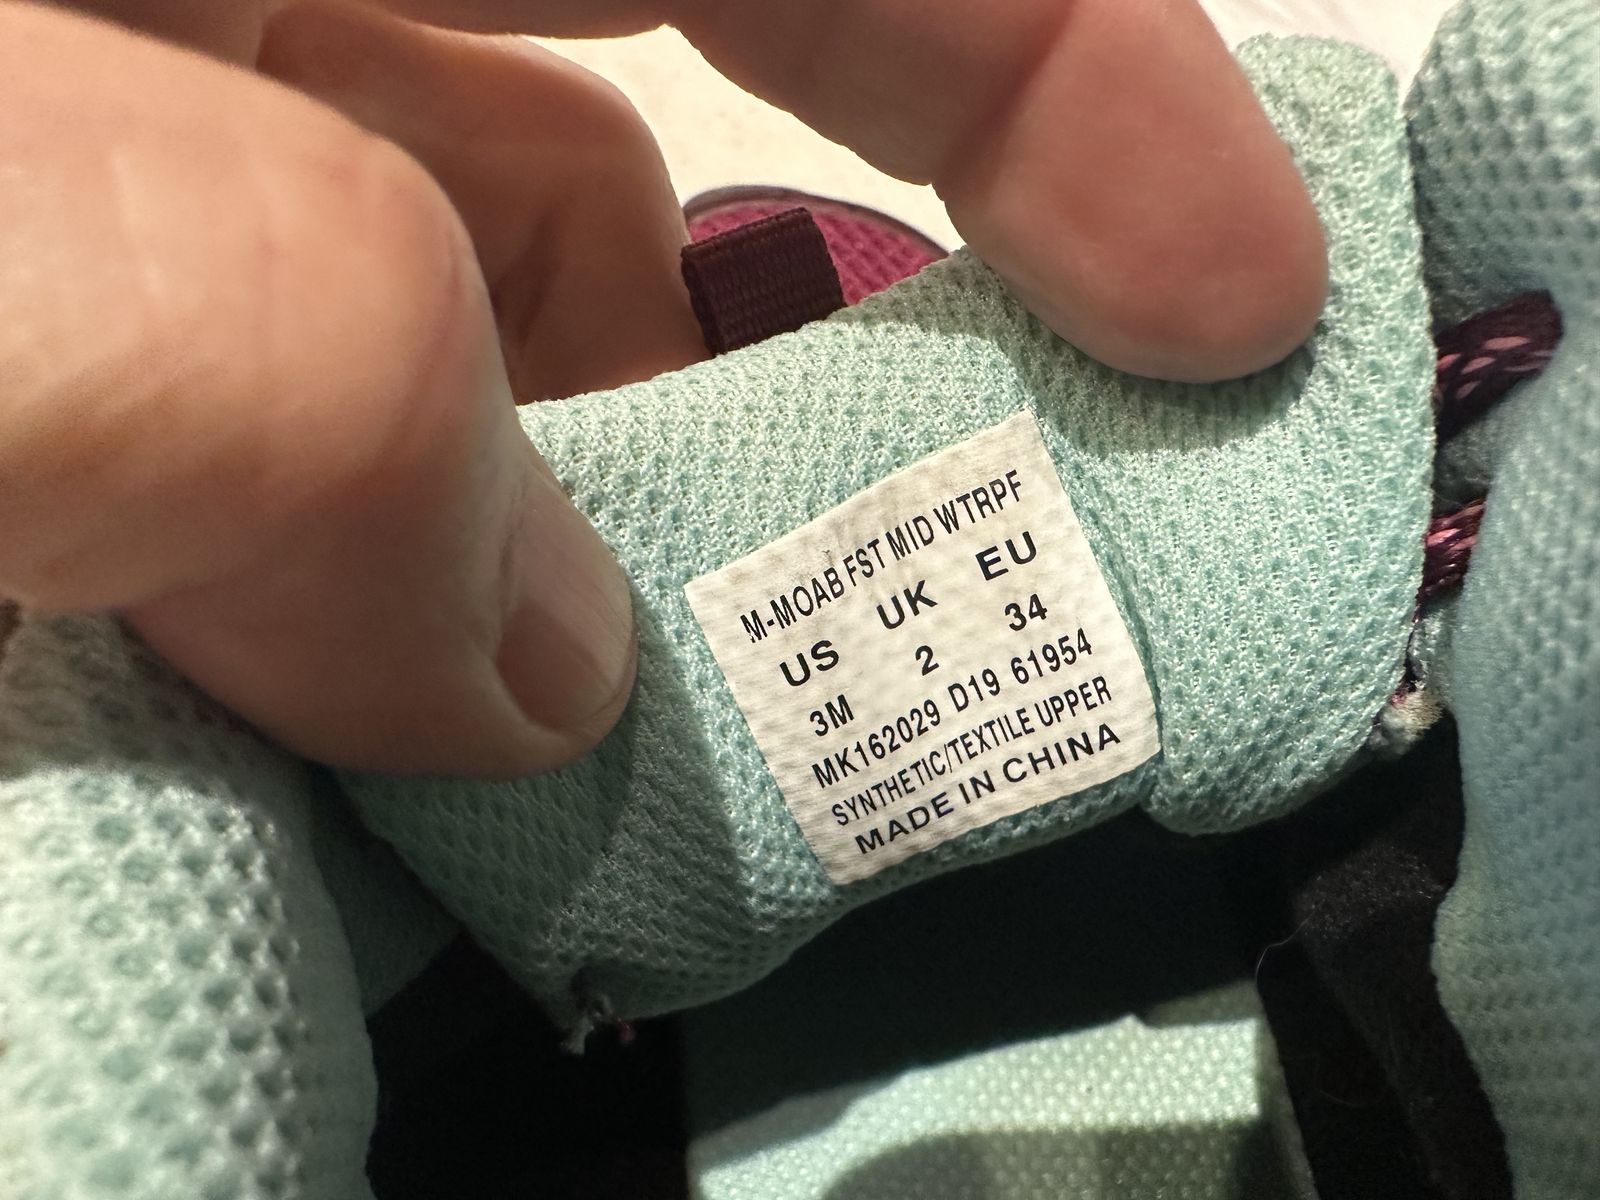 M-MOAB FST MID WTRPF
US UK EU
3M 2 34
MK162029 D19 61954
SYNTHETIC/TEXTILE UPPER
MADE IN CHINA